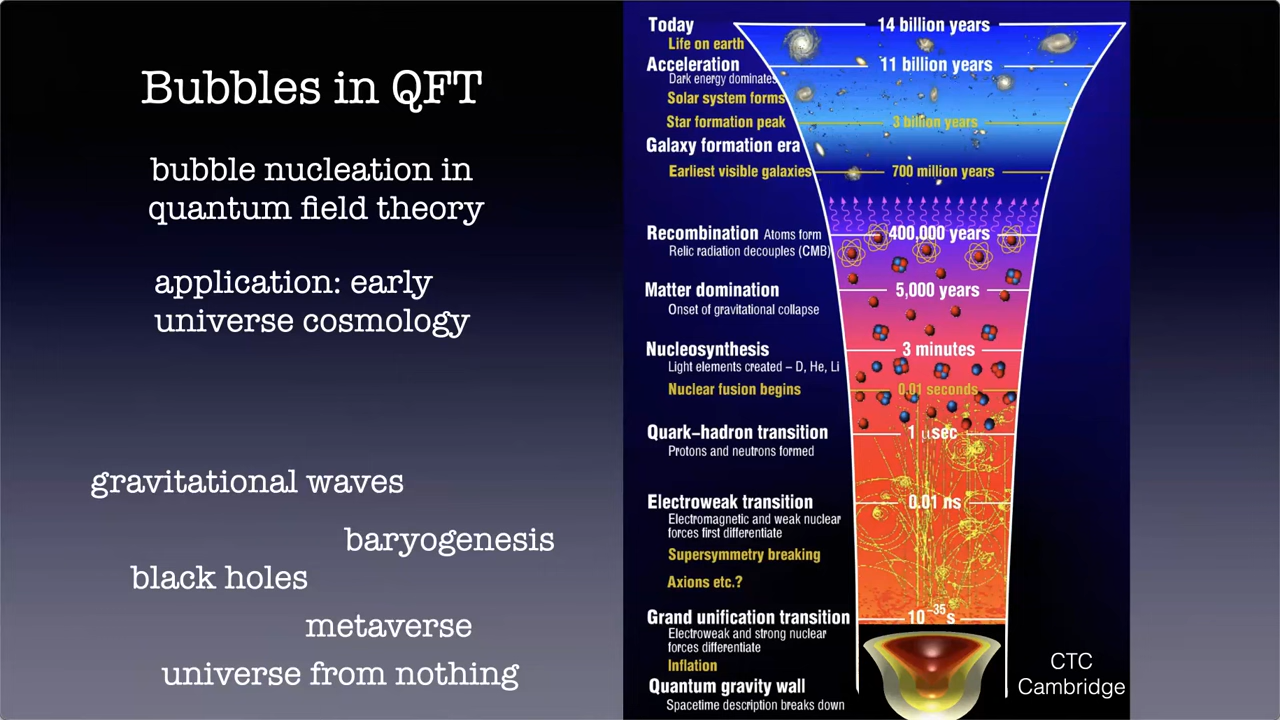 Bubbles in QFT
bubble nucleation in
quantum field theory
application: early
universe cosmology
gravitational waves
baryogenesis
black holes
metaverse
universe from nothing
Today
14 billion years
Life on earth
Acceleration
11 billion years
Dark energy dominates
Solar system forms
Star formation peak
3 billion years
Galaxy formation era
Earliest visible galaxies
700 million years
Recombination Atoms form
400,000 years
Relic radiation decouples (CMB)
Matter domination
5,000 years
Onset of gravitational collapse
Nucleosynthesis
3 minutes
Light elements created – D, He, Li
Nuclear fusion begins
0.01 seconds
Quark–hadron transition
1 μsec
Protons and neutrons formed
Electroweak transition
0.01 ns
Electromagnetic and weak nuclear
forces first differentiate
Supersymmetry breaking
Axions etc.?
Grand unification transition
10⁻³⁵s
Electroweak and strong nuclear
forces differentiate
Inflation
Quantum gravity wall
Spacetime description breaks down
CTC
Cambridge